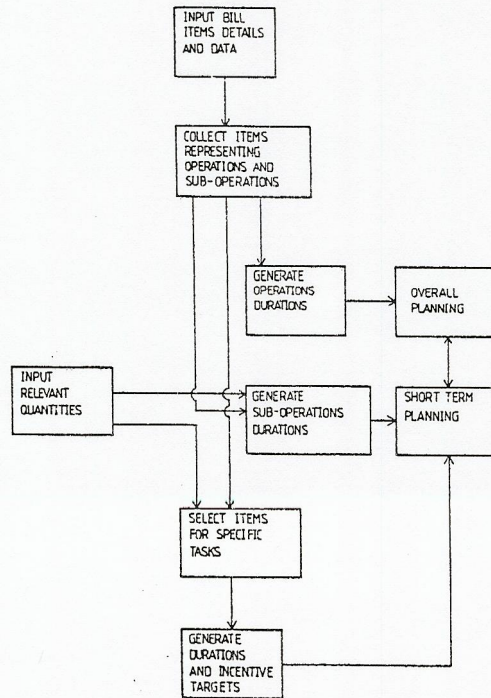 INPUT BILL
ITEMS DETAILS
AND DATA
COLLECT ITEMS
REPRESENTING
OPERATIONS AND
SUB-OPERATIONS
GENERATE
OPERATIONS
DURATIONS
OVERALL
PLANNING
INPUT
RELEVANT
QUANTITIES
GENERATE
SUB-OPERATIONS
DURATIONS
SHORT TERM
PLANNING
SELECT ITEMS
FOR SPECIFIC
TASKS
GENERATE
DURATIONS
AND INCENTIVE
TARGETS